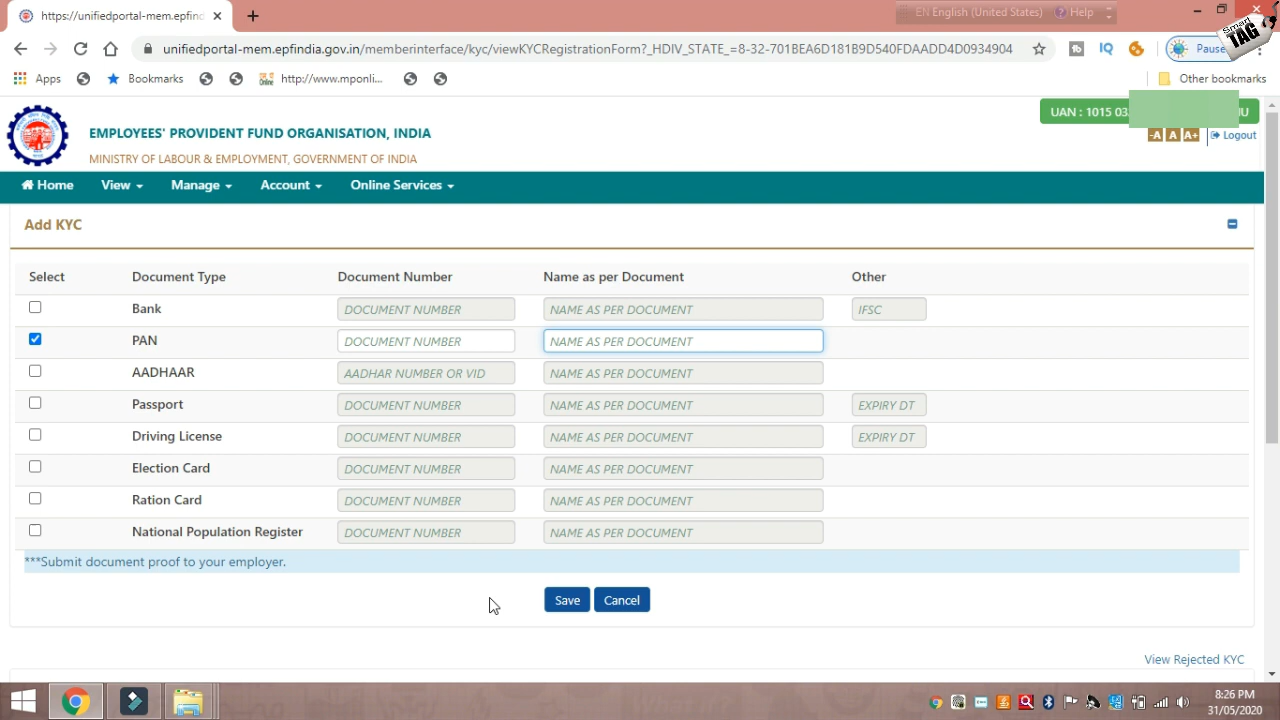 https://unifiedportal-mem.epfind
EN English (United States) Help
Smart TAG
unifiedportal-mem.epfindia.gov.in/memberinterface/kyc/viewKYCRegistrationForm?_HDIV_STATE_=8-32-701BEA6D181B9D540FDAADD4D0934904
IQ
Pause
Apps Bookmarks http://www.mponli... Other bookmarks
UAN : 1015 03
EMPLOYEES' PROVIDENT FUND ORGANISATION, INDIA
-A A A+ Logout
MINISTRY OF LABOUR & EMPLOYMENT, GOVERNMENT OF INDIA
Home View Manage Account Online Services
Add KYC
Select Document Type Document Number Name as per Document Other
Bank DOCUMENT NUMBER NAME AS PER DOCUMENT IFSC
PAN DOCUMENT NUMBER NAME AS PER DOCUMENT
AADHAAR AADHAR NUMBER OR VID NAME AS PER DOCUMENT
Passport DOCUMENT NUMBER NAME AS PER DOCUMENT EXPIRY DT
Driving License DOCUMENT NUMBER NAME AS PER DOCUMENT EXPIRY DT
Election Card DOCUMENT NUMBER NAME AS PER DOCUMENT
Ration Card DOCUMENT NUMBER NAME AS PER DOCUMENT
National Population Register DOCUMENT NUMBER NAME AS PER DOCUMENT
***Submit document proof to your employer.
Save Cancel
View Rejected KYC
8:26 PM
31/05/2020